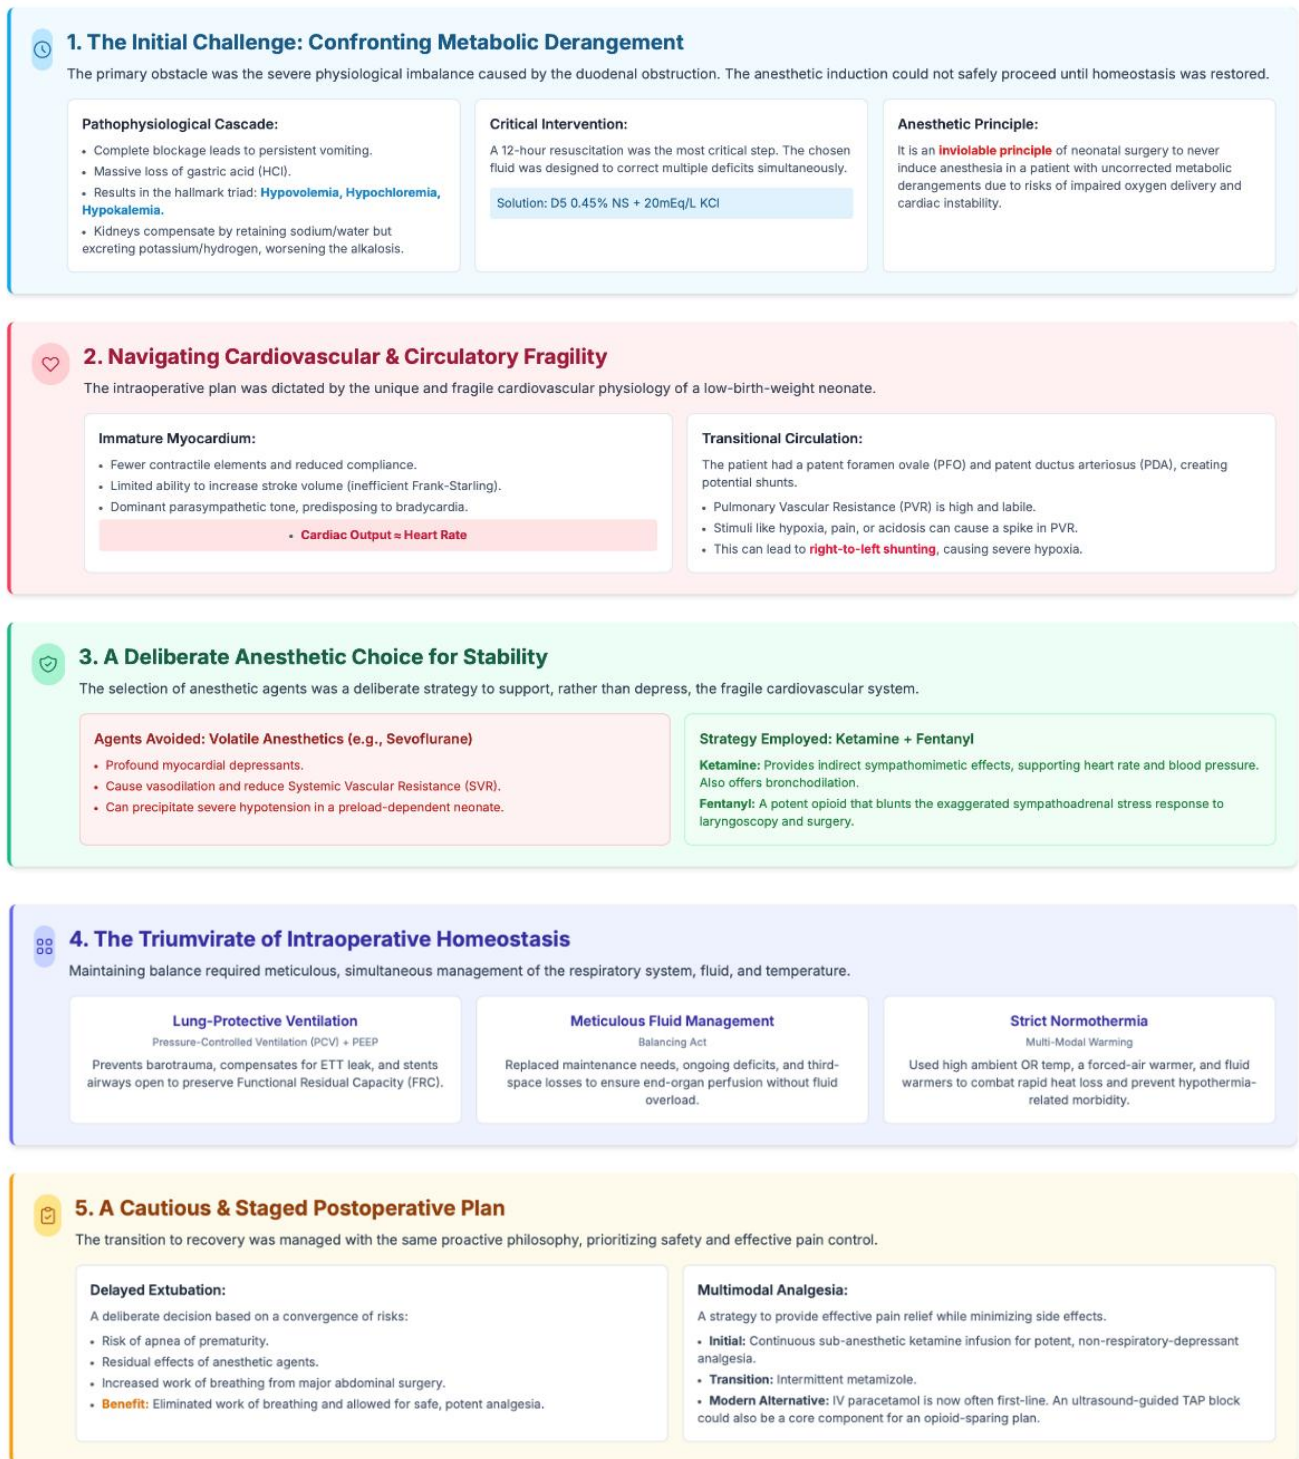 1. The Initial Challenge: Confronting Metabolic Derangement
The primary obstacle was the severe physiological imbalance caused by the duodenal obstruction. The anesthetic induction could not safely proceed until homeostasis was restored.
Pathophysiological Cascade:
• Complete blockage leads to persistent vomiting.
• Massive loss of gastric acid (HCl).
• Results in the hallmark triad: Hypovolemia, Hypochloremia,
Hypokalemia.
• Kidneys compensate by retaining sodium/water but
excreting potassium/hydrogen, worsening the alkalosis.
Critical Intervention:
A 12-hour resuscitation was the most critical step. The chosen
fluid was designed to correct multiple deficits simultaneously.
Solution: D5 0.45% NS + 20mEq/L KCl
Anesthetic Principle:
It is an inviolable principle of neonatal surgery to never
induce anesthesia in a patient with uncorrected metabolic
derangements due to risks of impaired oxygen delivery and
cardiac instability.
2. Navigating Cardiovascular & Circulatory Fragility
The intraoperative plan was dictated by the unique and fragile cardiovascular physiology of a low-birth-weight neonate.
Immature Myocardium:
• Fewer contractile elements and reduced compliance.
• Limited ability to increase stroke volume (inefficient Frank-Starling).
• Dominant parasympathetic tone, predisposing to bradycardia.
• Cardiac Output ≈ Heart Rate
Transitional Circulation:
The patient had a patent foramen ovale (PFO) and patent ductus arteriosus (PDA), creating
potential shunts.
• Pulmonary Vascular Resistance (PVR) is high and labile.
• Stimuli like hypoxia, pain, or acidosis can cause a spike in PVR.
• This can lead to right-to-left shunting, causing severe hypoxia.
3. A Deliberate Anesthetic Choice for Stability
The selection of anesthetic agents was a deliberate strategy to support, rather than depress, the fragile cardiovascular system.
Agents Avoided: Volatile Anesthetics (e.g., Sevoflurane)
• Profound myocardial depressants.
• Cause vasodilation and reduce Systemic Vascular Resistance (SVR).
• Can precipitate severe hypotension in a preload-dependent neonate.
Strategy Employed: Ketamine + Fentanyl
Ketamine: Provides indirect sympathomimetic effects, supporting heart rate and blood pressure.
Also offers bronchodilation.
Fentanyl: A potent opioid that blunts the exaggerated sympathoadrenal stress response to
laryngoscopy and surgery.
4. The Triumvirate of Intraoperative Homeostasis
Maintaining balance required meticulous, simultaneous management of the respiratory system, fluid, and temperature.
Lung-Protective Ventilation
Pressure-Controlled Ventilation (PCV) + PEEP
Prevents barotrauma, compensates for ETT leak, and stents
airways open to preserve Functional Residual Capacity (FRC).
Meticulous Fluid Management
Balancing Act
Replaced maintenance needs, ongoing deficits, and third-
space losses to ensure end-organ perfusion without fluid
overload.
Strict Normothermia
Multi-Modal Warming
Used high ambient OR temp, a forced-air warmer, and fluid
warmers to combat rapid heat loss and prevent hypothermia-
related morbidity.
5. A Cautious & Staged Postoperative Plan
The transition to recovery was managed with the same proactive philosophy, prioritizing safety and effective pain control.
Delayed Extubation:
A deliberate decision based on a convergence of risks:
• Risk of apnea of prematurity.
• Residual effects of anesthetic agents.
• Increased work of breathing from major abdominal surgery.
• Benefit: Eliminated work of breathing and allowed for safe, potent analgesia.
Multimodal Analgesia:
A strategy to provide effective pain relief while minimizing side effects.
• Initial: Continuous sub-anesthetic ketamine infusion for potent, non-respiratory-depressant
analgesia.
• Transition: Intermittent metamizole.
• Modern Alternative: IV paracetamol is now often first-line. An ultrasound-guided TAP block
could also be a core component for an opioid-sparing plan.